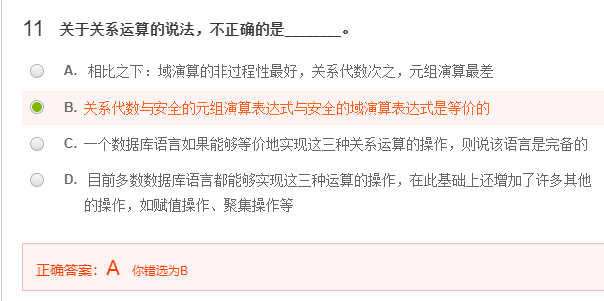 11 关于关系运算的说法，不正确的是________。
A. 相比之下：域演算的非过程性最好，关系代数次之，元组演算最差
B. 关系代数与安全的元组演算表达式与安全的域演算表达式是等价的
C. 一个数据库语言如果能够等价地实现这三种关系运算的操作，则说该语言是完备的
D. 目前多数数据库语言都能够实现这三种运算的操作，在此基础上还增加了许多其他
的操作，如赋值操作、聚集操作等
正确答案：A 你错选为B